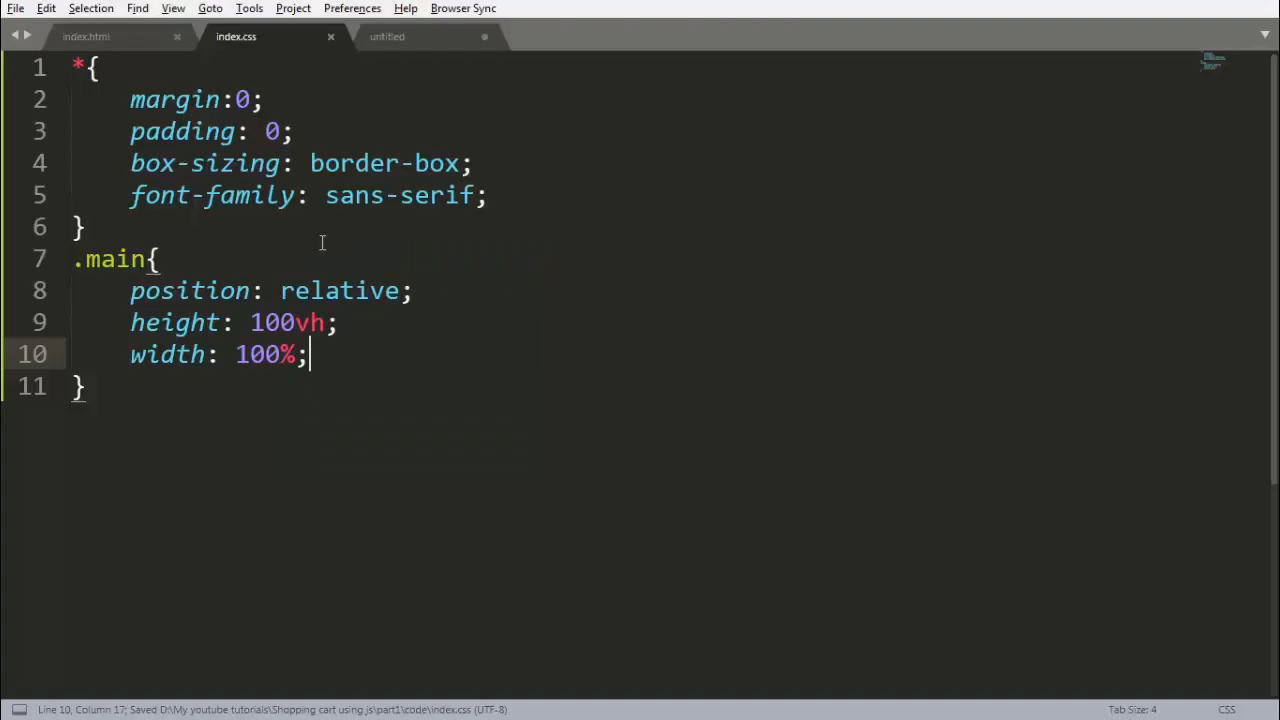 File Edit Selection Find View Goto Tools Project Preferences Help Browser Sync
index.html index.css untitled
1 *{
2 margin:0;
3 padding: 0;
4 box-sizing: border-box;
5 font-family: sans-serif;
6 }
7 .main{
8 position: relative;
9 height: 100vh;
10 width: 100%;
11 }
Line 10, Column 17; Saved D:\My youtube tutorials\Shopping cart using js\part1\code\index.css (UTF-8) Tab Size: 4 CSS